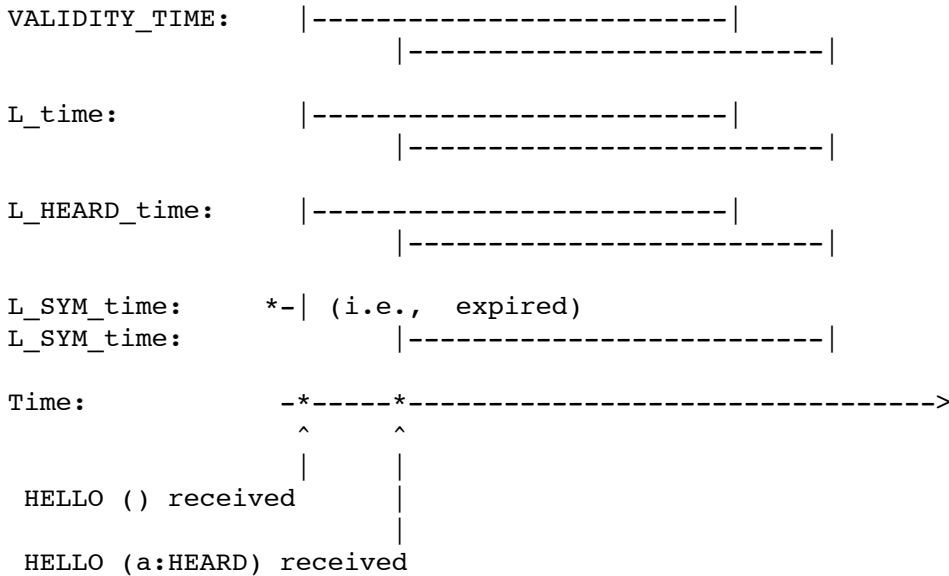 VALIDITY_TIME:    |--------------------------|
                        |--------------------------|
L_time:           |--------------------------|
                        |--------------------------|
L_HEARD_time:     |--------------------------|
                        |--------------------------|
L_SYM_time:     *-| (i.e.,  expired)
L_SYM_time:             |--------------------------|
Time:            -*-----*--------------------------------->
                  ^     ^
                  |     |
 HELLO () received      |
                        |
 HELLO (a:HEARD) received